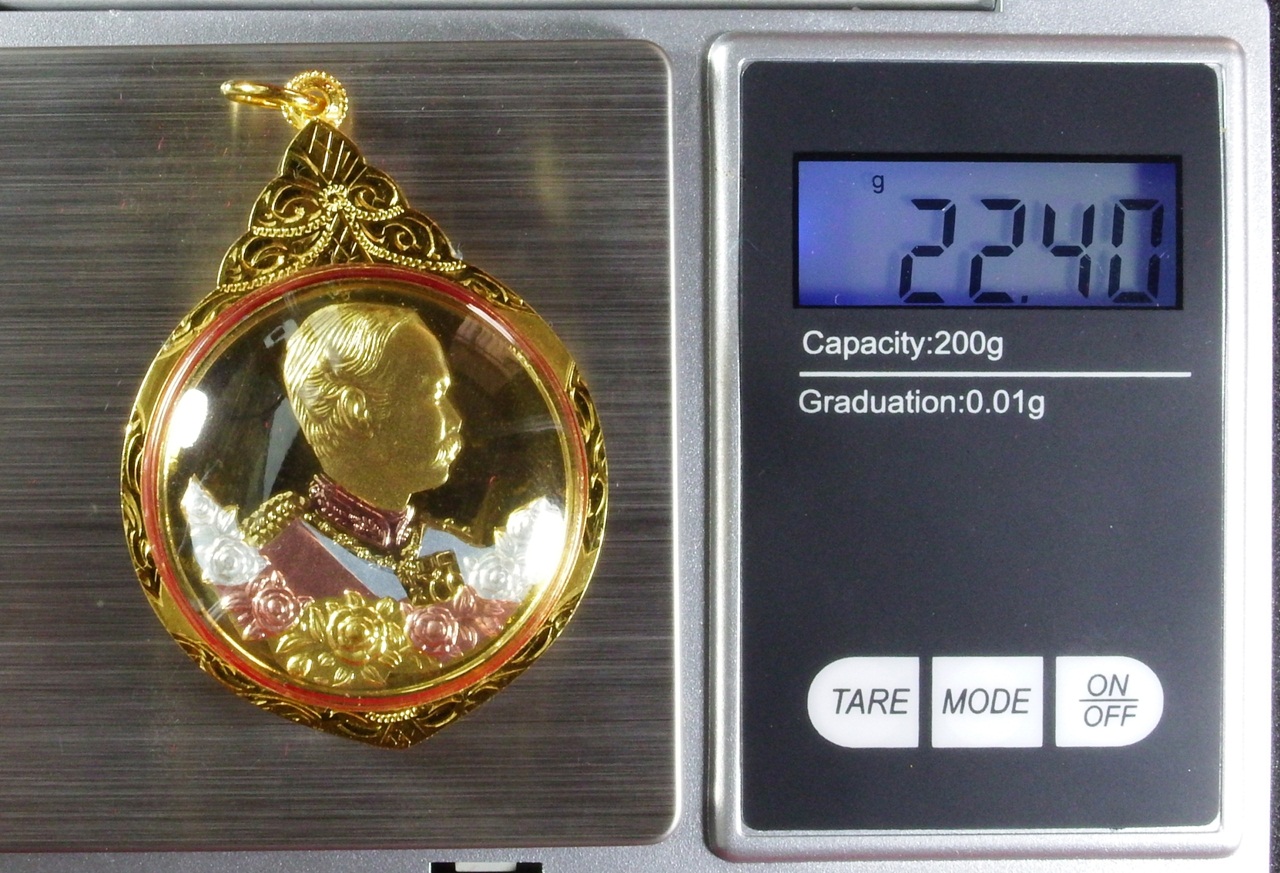 g
22.40
Capacity:200g
Graduation:0.01g
TARE
MODE
ON
OFF